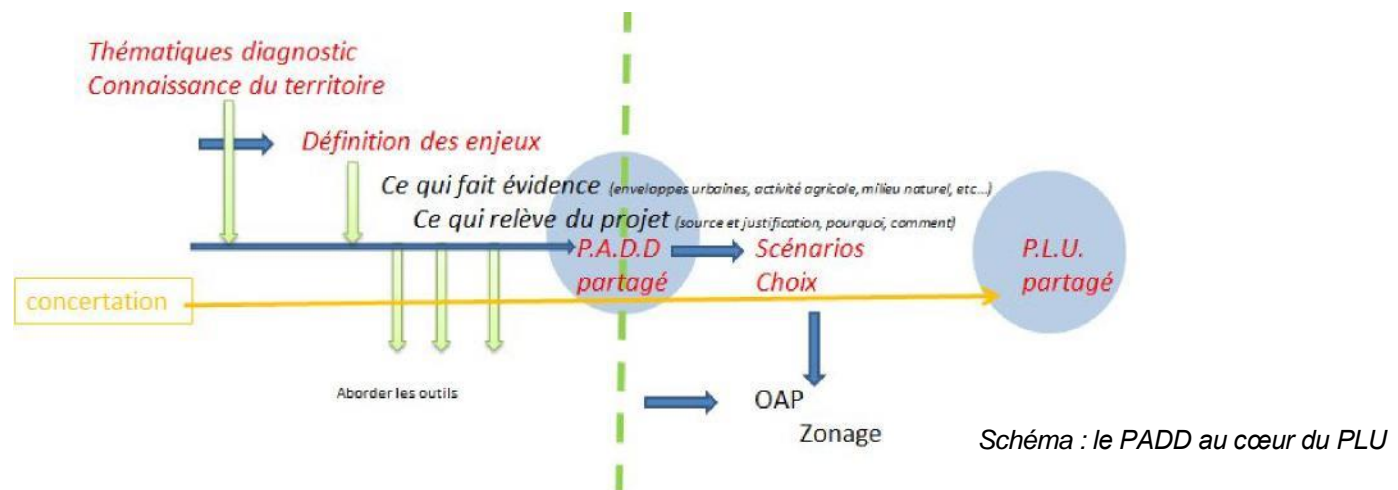 Thématiques diagnostic
Connaissance du territoire
Définition des enjeux
Ce qui fait évidence (enveloppes urbaines, activité agricole, milieu naturel, etc...)
Ce qui relève du projet (source et justification, pourquoi, comment)
P.A.D.D
partagé
Scénarios
Choix
P.L.U.
partagé
concertation
Aborder les outils
OAP
Zonage
Schéma : le PADD au cœur du PLU